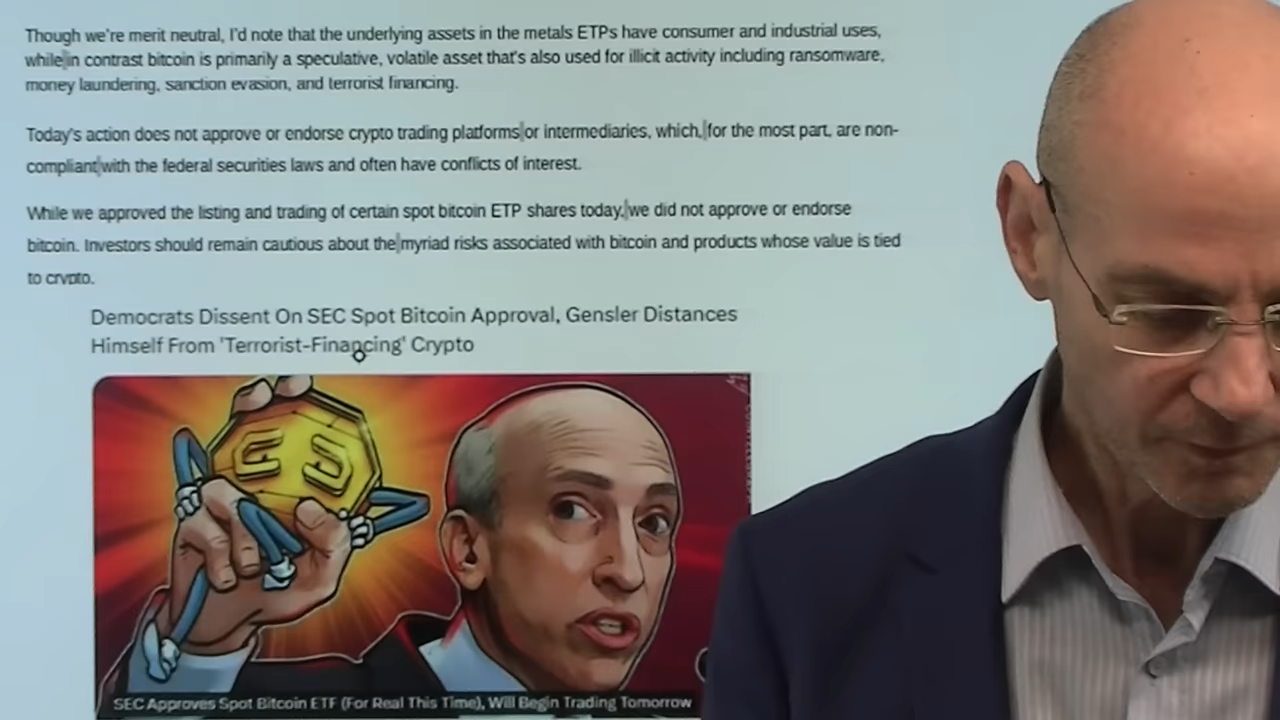 Though we're merit neutral, I'd note that the underlying assets in the metals ETPs have consumer and industrial uses,
while in contrast bitcoin is primarily a speculative, volatile asset that's also used for illicit activity including ransomware,
money laundering, sanction evasion, and terrorist financing.
Today's action does not approve or endorse crypto trading platforms or intermediaries, which, for the most part, are non-
compliant with the federal securities laws and often have conflicts of interest.
While we approved the listing and trading of certain spot bitcoin ETP shares today, we did not approve or endorse
bitcoin. Investors should remain cautious about the myriad risks associated with bitcoin and products whose value is tied
to crypto.
Democrats Dissent On SEC Spot Bitcoin Approval, Gensler Distances
Himself From 'Terrorist-Financing' Crypto
SEC Approves Spot Bitcoin ETF (For Real This Time), Will Begin Trading Tomorrow